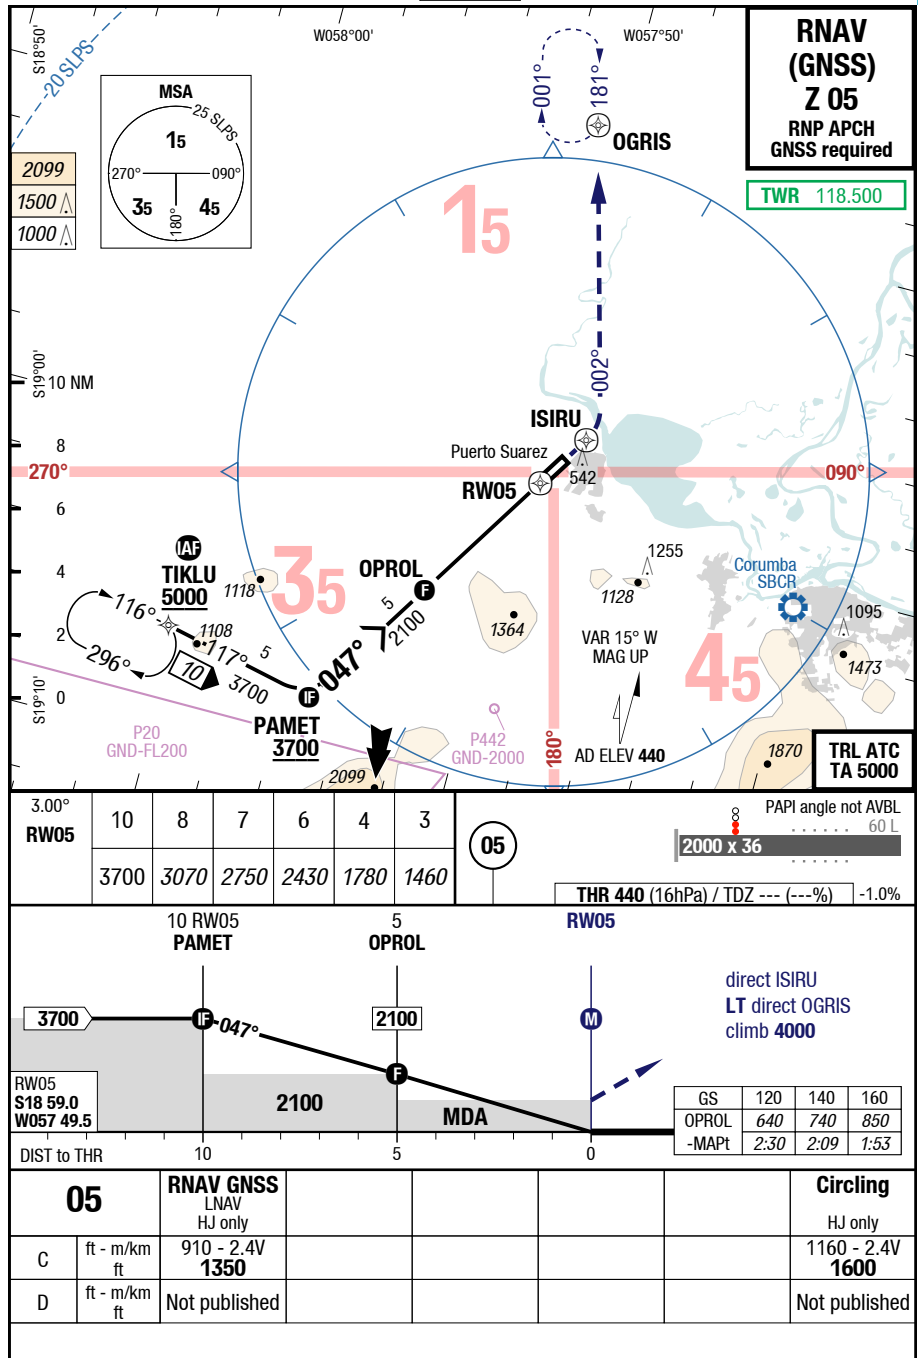 S18°50'
W058°00'
W057°50'
20 SLPS
RNAV
(GNSS)
Z 05
RNP APCH
GNSS required
TWR 118.500
MSA
25 SLPS
15
270°
090°
35
45
180°
2099
1500
1000
001°
181°
OGRIS
15
S19°00'
10 NM
002°
ISIRU
8
Puerto Suarez
542
270°
090°
RW05
6
IAF
TIKLU
5000
4
1118
35
OPROL
F
1255
1128
Corumba
SBCR
116°
1108
5
2100
1364
1095
2
296°
117°
5
047°
VAR 15° W
MAG UP
1473
10
3700
45
S19°10'
0
IF
PAMET
3700
P20
GND-FL200
P442
GND-2000
180°
AD ELEV 440
1870
2099
TRL ATC
TA 5000
3.00°
RW05
10 8 7 6 4 3
3700 3070 2750 2430 1780 1460
05
PAPI angle not AVBL
60 L
2000 x 36
THR 440 (16hPa) / TDZ --- (---%) -1.0%
10 RW05
PAMET
5
OPROL
RW05
direct ISIRU
LT direct OGRIS
climb 4000
3700
IF
047°
2100
M
F
RW05
S18 59.0
W057 49.5
2100
MDA
GS 120 140 160
OPROL 640 740 850
-MAPt 2:30 2:09 1:53
DIST to THR 10 5 0
05
RNAV GNSS
LNAV
HJ only
Circling
HJ only
C
ft - m/km
ft
910 - 2.4V
1350
1160 - 2.4V
1600
D
ft - m/km
ft
Not published
Not published